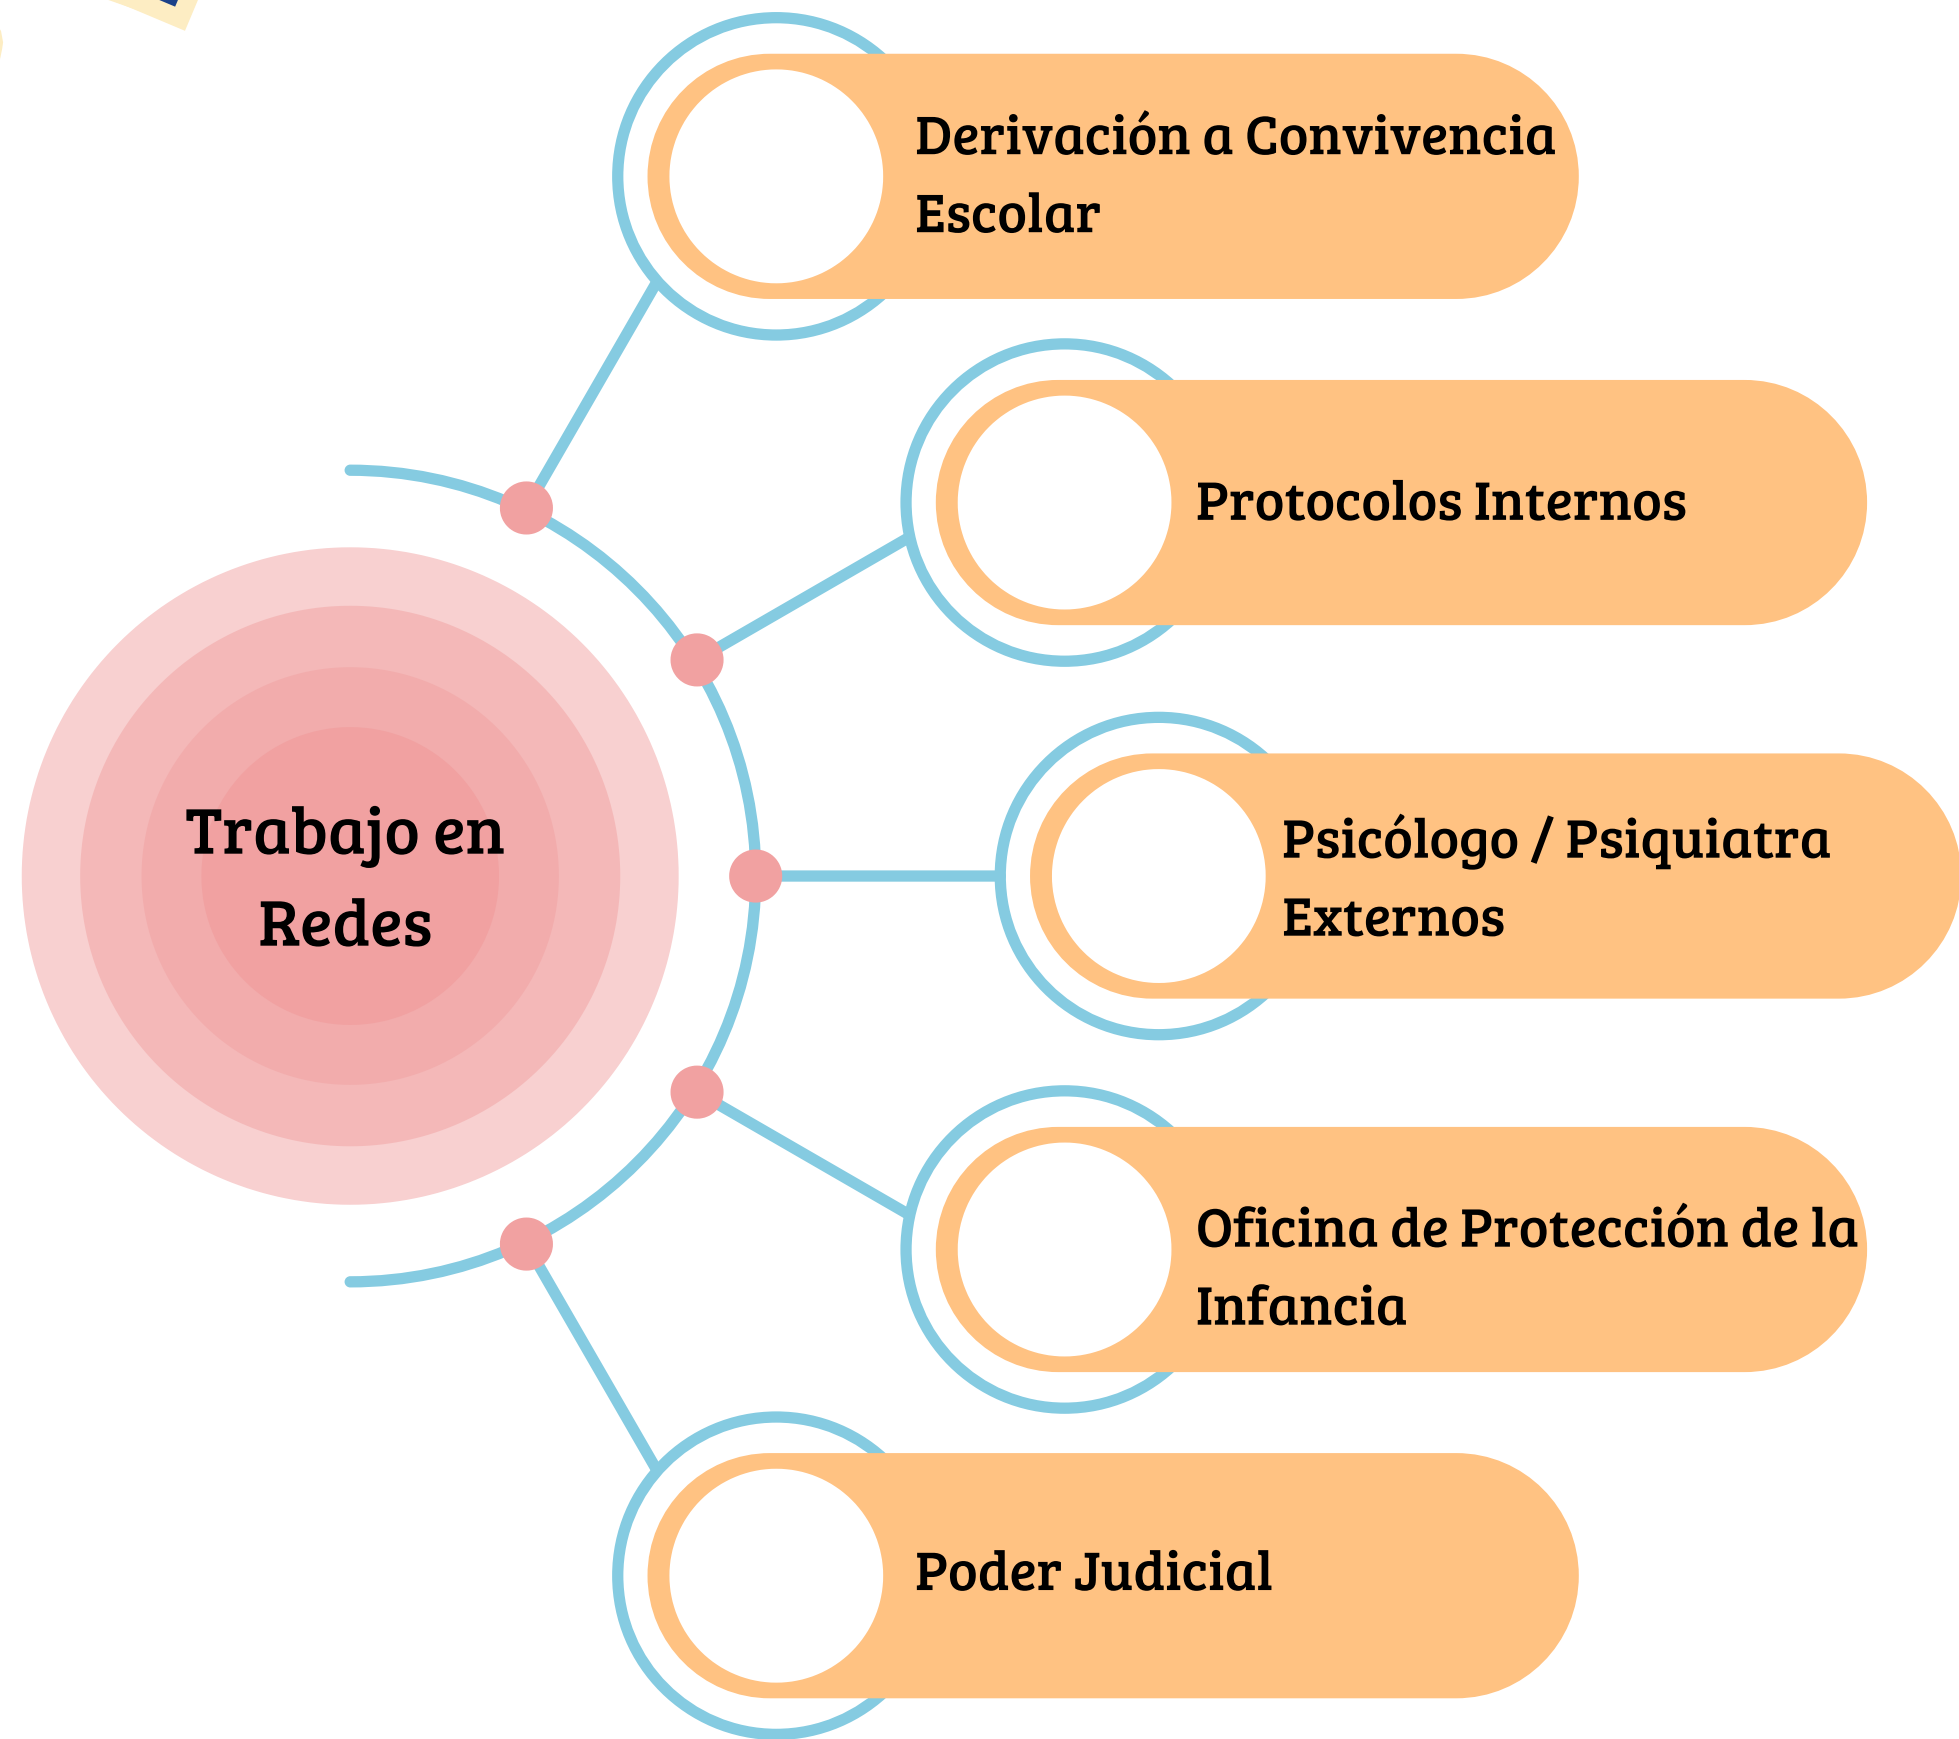 Derivación a Convivencia
Escolar
Protocolos Internos
Trabajo en
Redes
Psicólogo / Psiquiatra
Externos
Oficina de Protección de la
Infancia
Poder Judicial